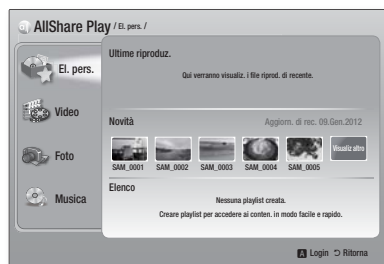 AllShare Play / El. pers. /
El. pers.
Video
Foto
Musica
Ultime riproduz.
Qui verranno visualiz. i file riprod. di recente.
Novità
Aggiorn. di rec. 09.Gen.2012
SAM_0001 SAM_0002 SAM_0003 SAM_0004 SAM_0005 Visualiz altro
Elenco
Nessuna playlist creata.
Creare playlist per accedere ai conten. in modo facile e rapido.
A Login Ritorna